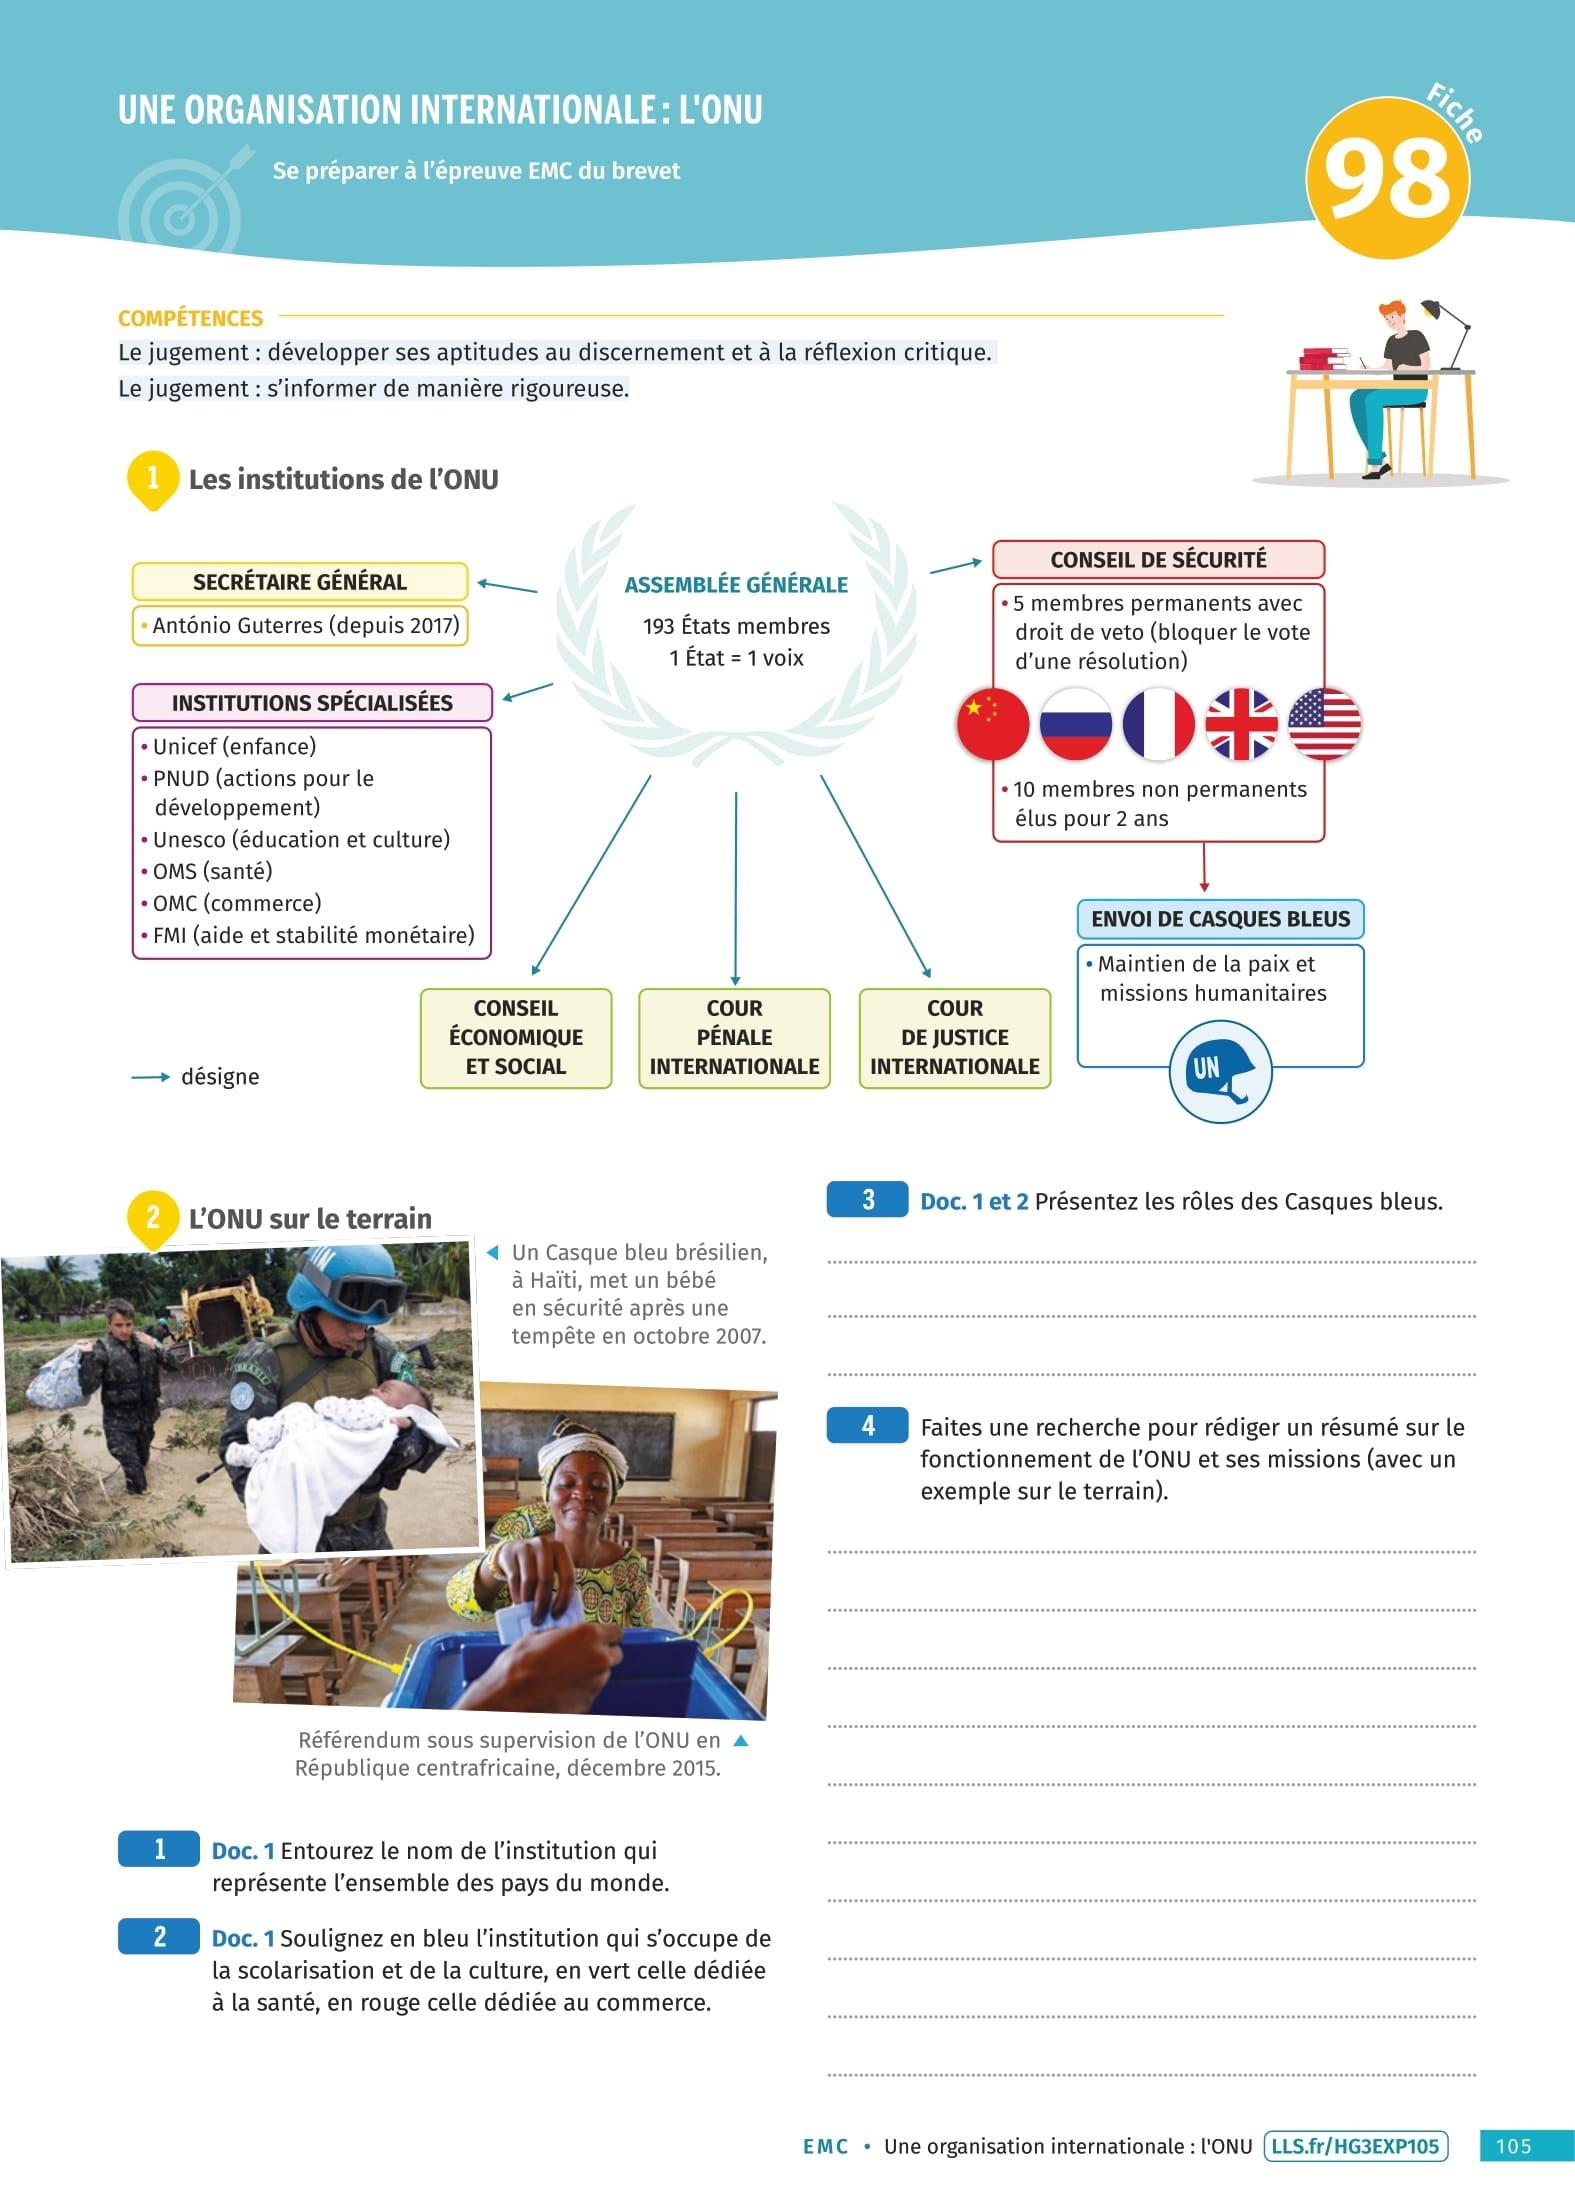 UNE ORGANISATION INTERNATIONALE : L'ONU
Se préparer à l'épreuve EMC du brevet
Fiche
98
COMPÉTENCES
Le jugement : développer ses aptitudes au discernement et à la réflexion critique.
Le jugement : s'informer de manière rigoureuse.
1 Les institutions de l'ONU
SECRÉTAIRE GÉNÉRAL
• António Guterres (depuis 2017)
INSTITUTIONS SPÉCIALISÉES
• Unicef (enfance)
• PNUD (actions pour le
développement)
• Unesco (éducation et culture)
• OMS (santé)
• OMC (commerce)
• FMI (aide et stabilité monétaire)
ASSEMBLÉE GÉNÉRALE
193 États membres
1 État = 1 voix
CONSEIL DE SÉCURITÉ
• 5 membres permanents avec
droit de veto (bloquer le vote
d'une résolution)
• 10 membres non permanents
élus pour 2 ans
ENVOI DE CASQUES BLEUS
• Maintien de la paix et
missions humanitaires
UN
CONSEIL
ÉCONOMIQUE
ET SOCIAL
COUR
PÉNALE
INTERNATIONALE
COUR
DE JUSTICE
INTERNATIONALE
→ désigne
2 L'ONU sur le terrain
UN
BRASIL
◀ Un Casque bleu brésilien,
à Haïti, met un bébé
en sécurité après une
tempête en octobre 2007.
Référendum sous supervision de l'ONU en ▲
République centrafricaine, décembre 2015.
1 Doc. 1 Entourez le nom de l'institution qui
représente l'ensemble des pays du monde.
2 Doc. 1 Soulignez en bleu l'institution qui s'occupe de
la scolarisation et de la culture, en vert celle dédiée
à la santé, en rouge celle dédiée au commerce.
3 Doc. 1 et 2 Présentez les rôles des Casques bleus.
4 Faites une recherche pour rédiger un résumé sur le
fonctionnement de l'ONU et ses missions (avec un
exemple sur le terrain).
EMC • Une organisation internationale : l'ONU LLS.fr/HG3EXP105 105